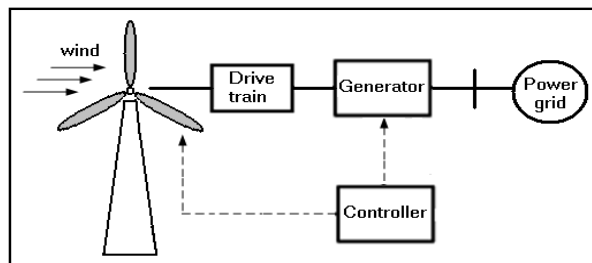 wind
Drive
train
Generator
Power
grid
Controller